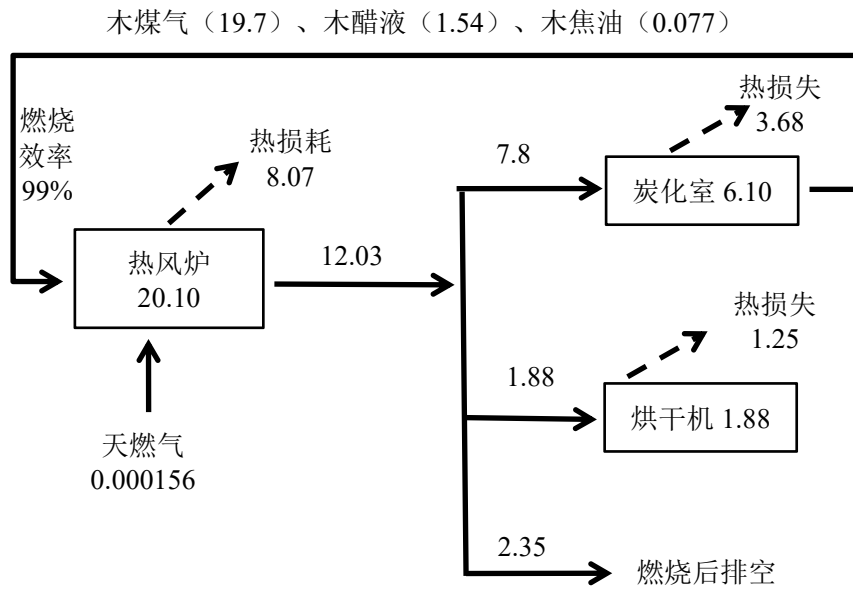 木煤气（19.7）、木醋液（1.54）、木焦油（0.077）
燃烧
效率
99%
热损耗
8.07
热风炉
20.10
天燃气
0.000156
12.03
7.8
热损失
3.68
炭化室 6.10
1.88
热损失
1.25
烘干机 1.88
2.35
燃烧后排空